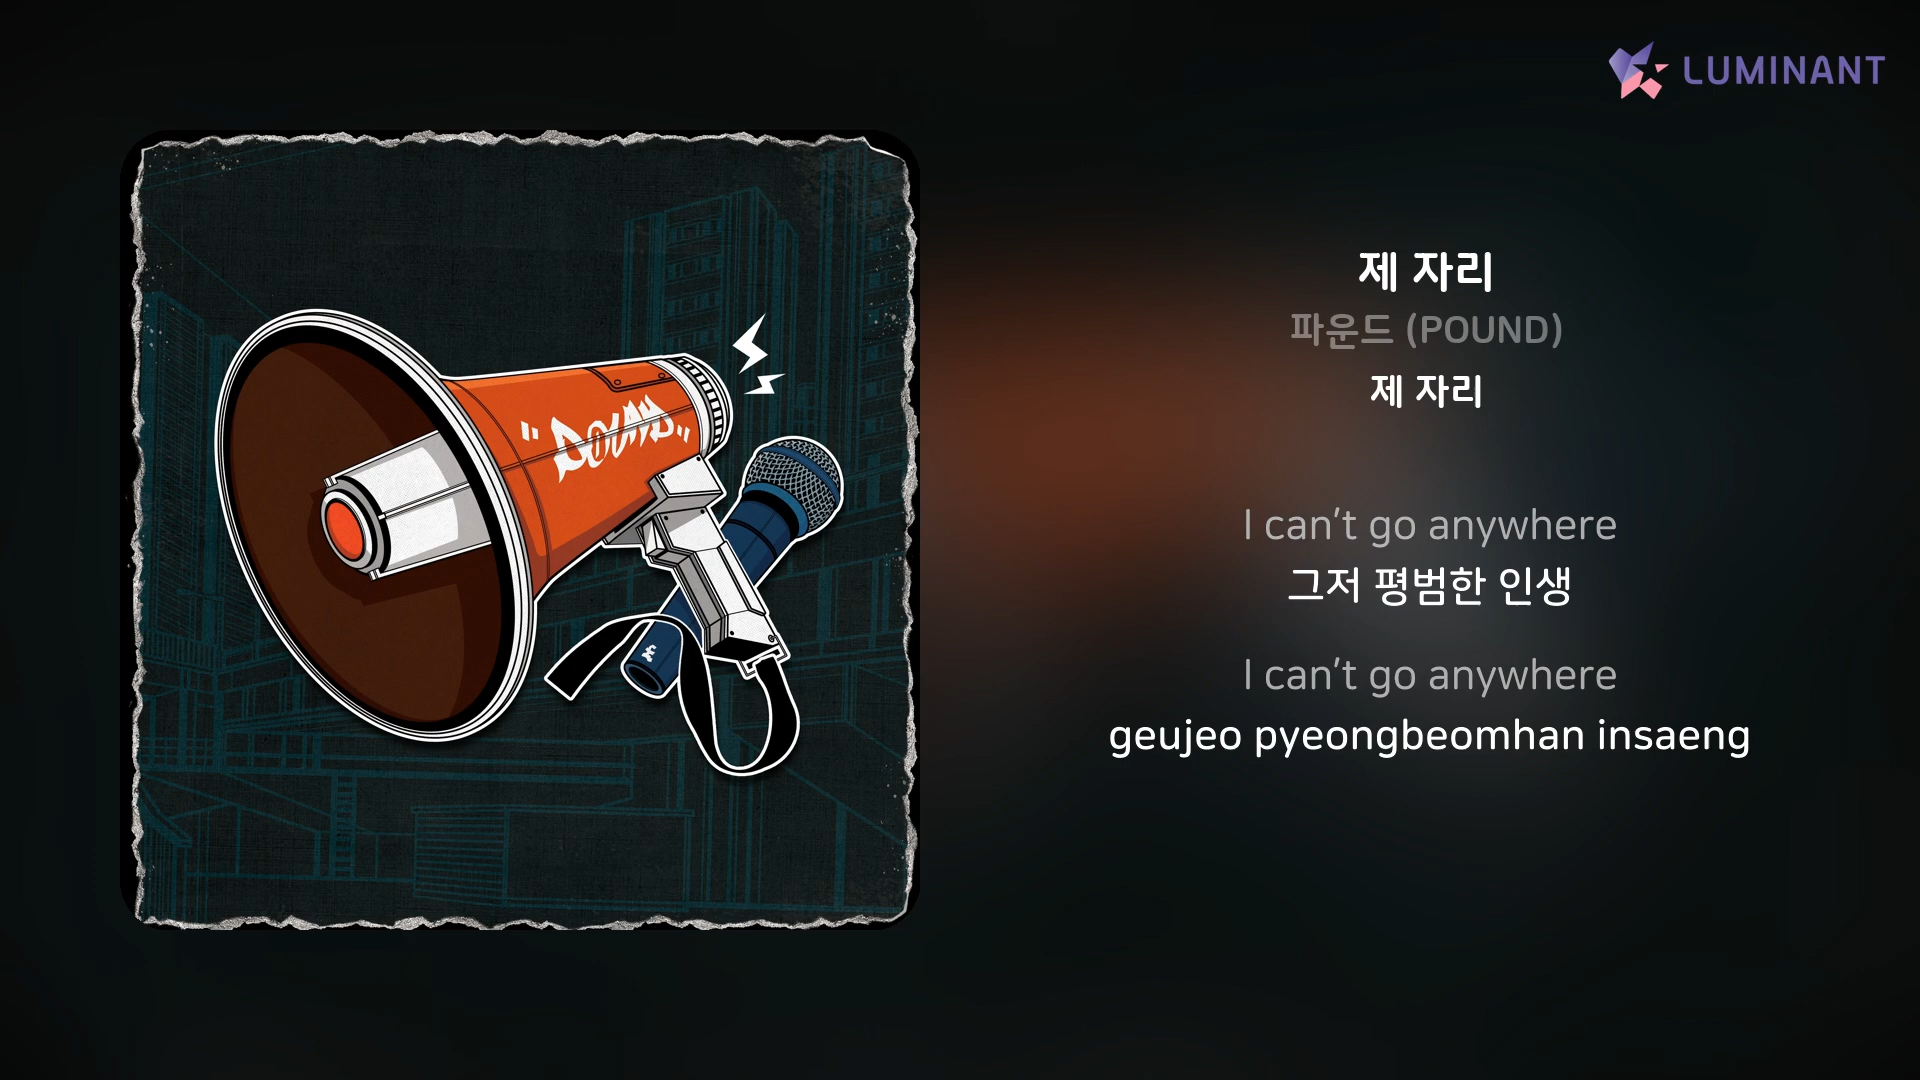 LUMINANT
제 자리
파운드 (POUND)
제 자리
"POUND"
£
I can't go anywhere
그저 평범한 인생
I can't go anywhere
geujeo pyeongbeomhan insaeng